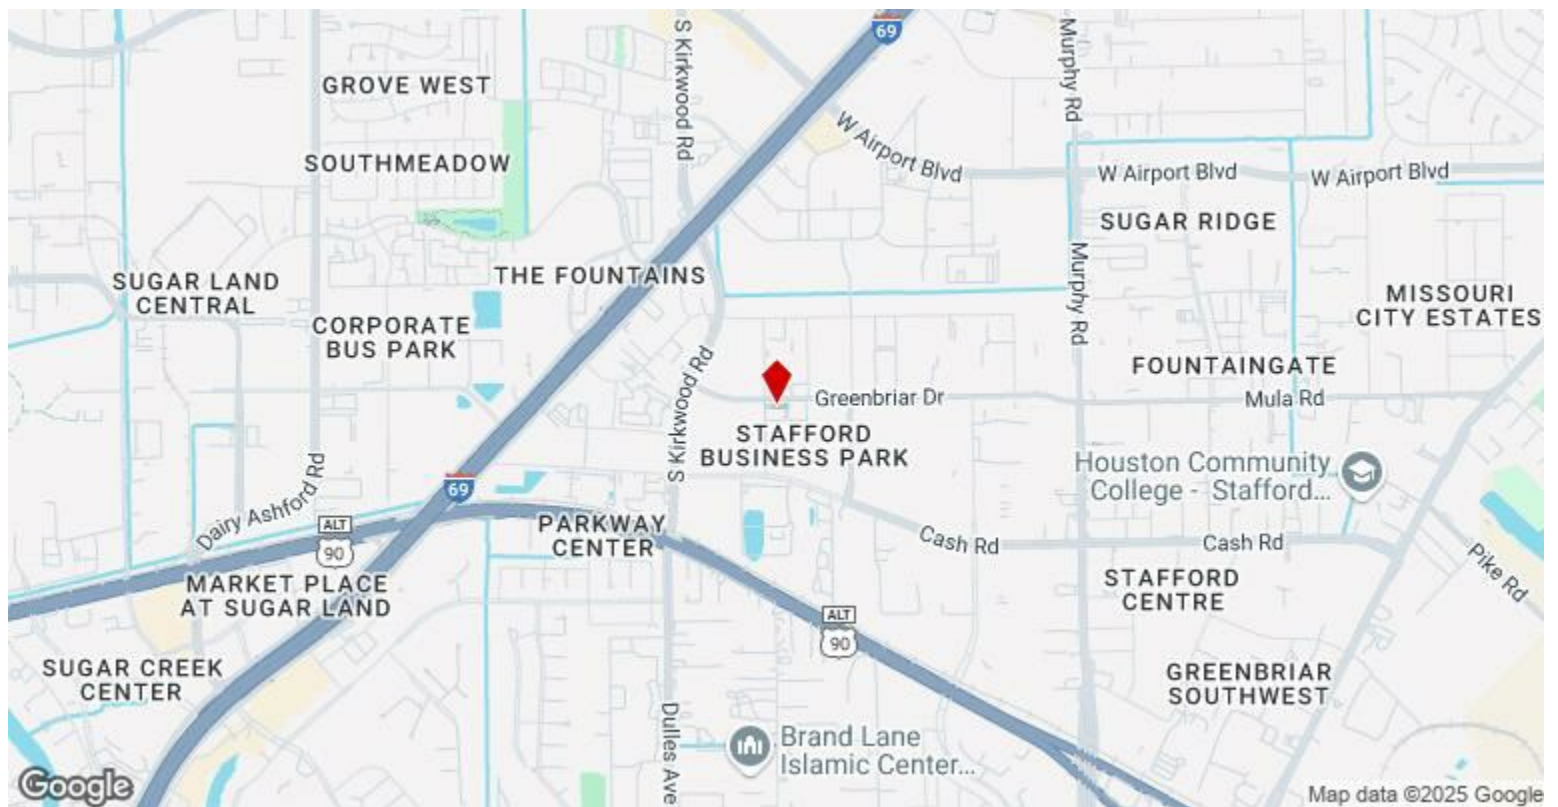 69
S Kirkwood Rd
Murphy Rd
GROVE WEST
W Airport Blvd
SOUTHMEADOW
W Airport Blvd
W Airport Blvd
SUGAR RIDGE
THE FOUNTAINS
Murphy Rd
SUGAR LAND
CENTRAL
MISSOURI
CITY ESTATES
CORPORATE
BUS PARK
S Kirkwood Rd
FOUNTAINGATE
Greenbriar Dr
Mula Rd
STAFFORD
BUSINESS PARK
Houston Community
College - Stafford...
69
Dairy Ashford Rd
ALT
90
PARKWAY
CENTER
Cash Rd
Cash Rd
Pike Rd
MARKET PLACE
AT SUGAR LAND
STAFFORD
CENTRE
ALT
90
SUGAR CREEK
CENTER
GREENBRIAR
SOUTHWEST
Dulles Ave
Brand Lane
Islamic Center...
Google
Map data ©2025 Google